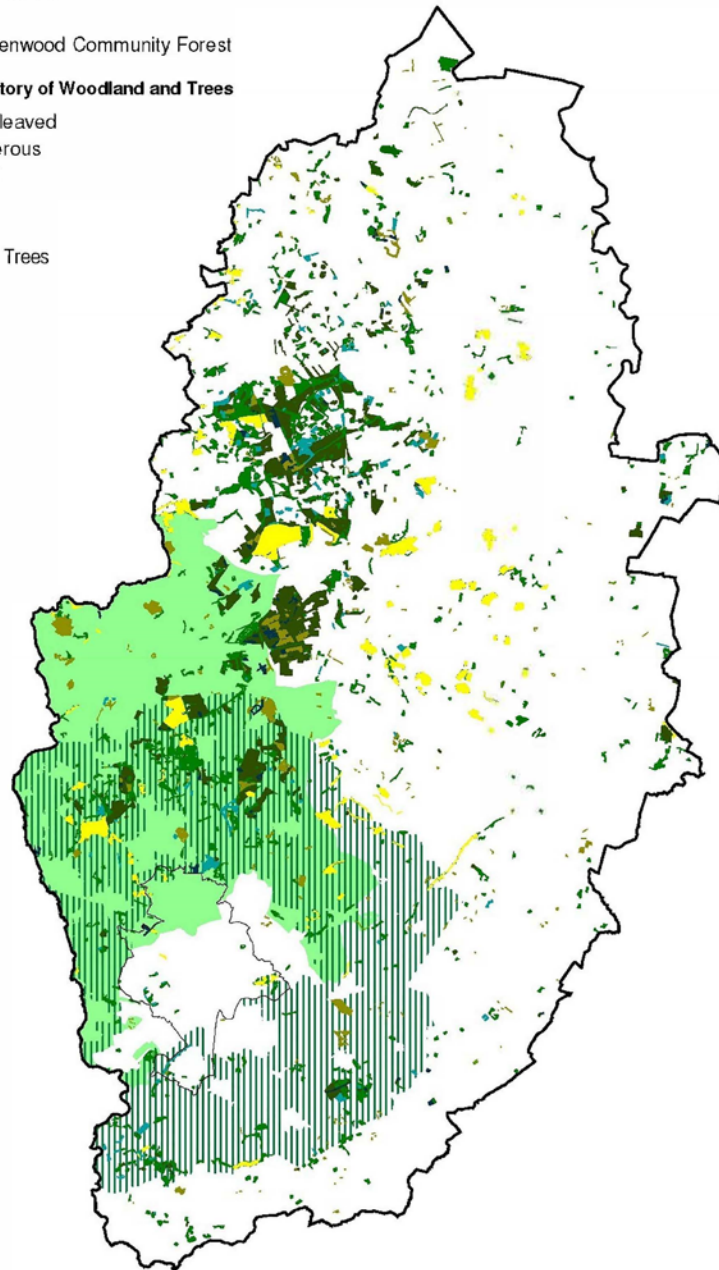 enwood Community Forest
tory of Woodland and Trees
leaved
erous
Trees